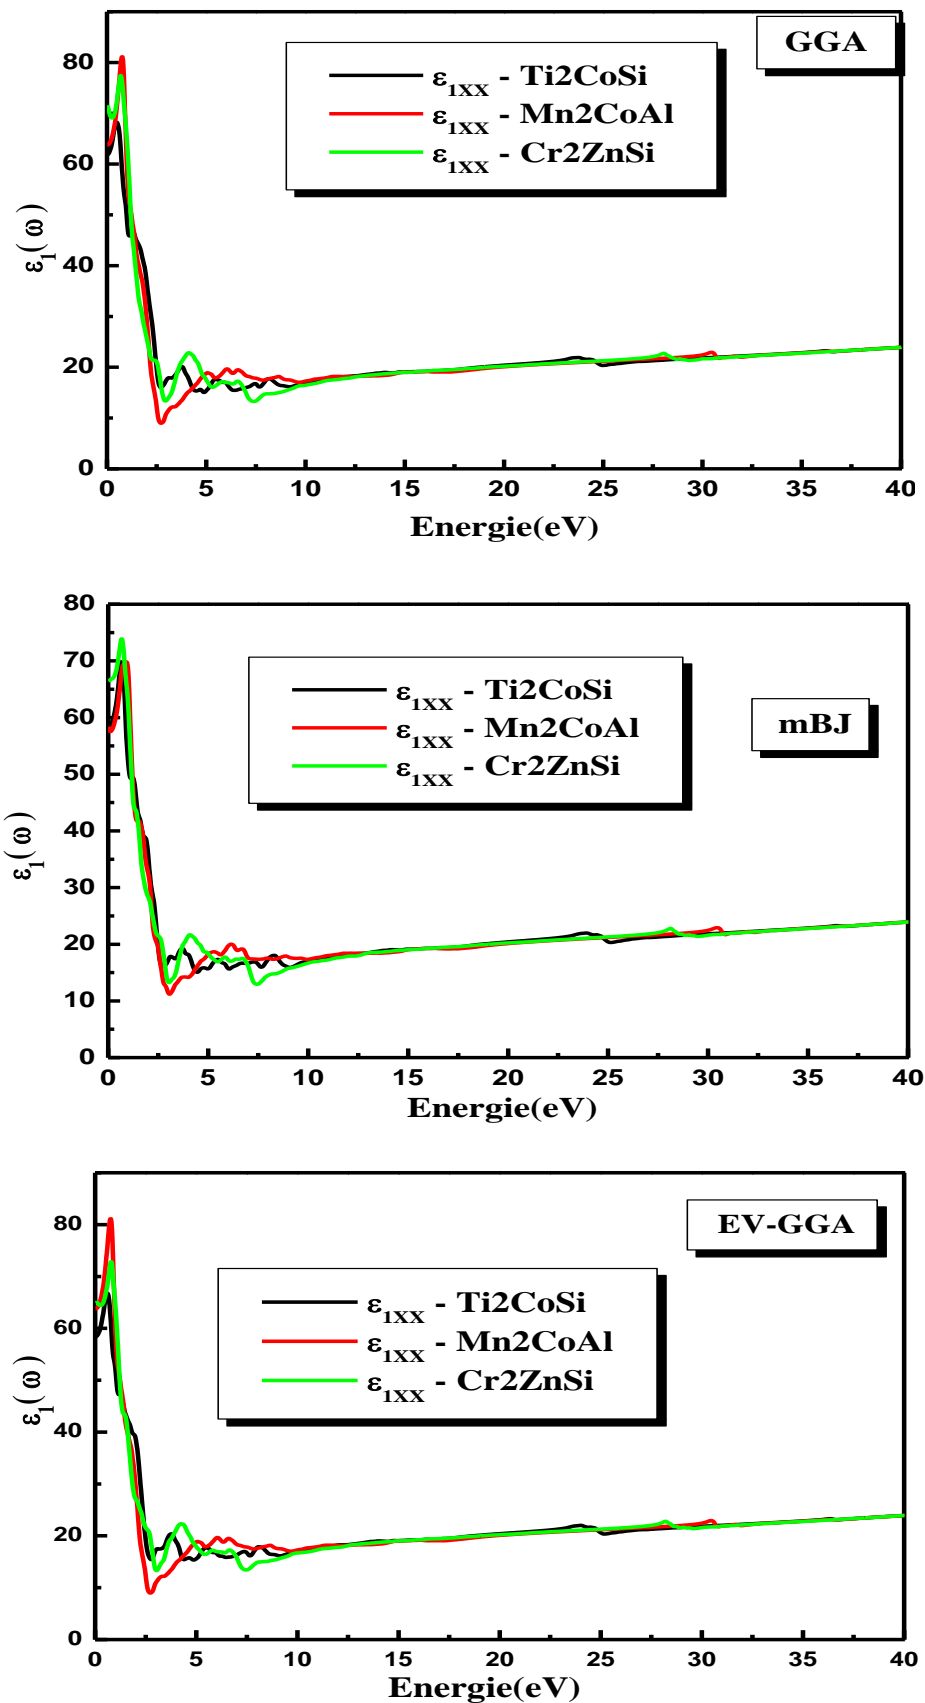 GGA
ε1XX - Ti2CoSi
ε1XX - Mn2CoAl
ε1XX - Cr2ZnSi
80
60
40
20
0
ε1(ω)
0 5 10 15 20 25 30 35 40
Energie(eV)
80
70
60
50
40
30
20
10
0
ε1(ω)
ε1XX - Ti2CoSi
ε1XX - Mn2CoAl
ε1XX - Cr2ZnSi
mBJ
0 5 10 15 20 25 30 35 40
Energie(eV)
EV-GGA
80
60
40
20
0
ε1(ω)
ε1XX - Ti2CoSi
ε1XX - Mn2CoAl
ε1XX - Cr2ZnSi
0 5 10 15 20 25 30 35 40
Energie(eV)